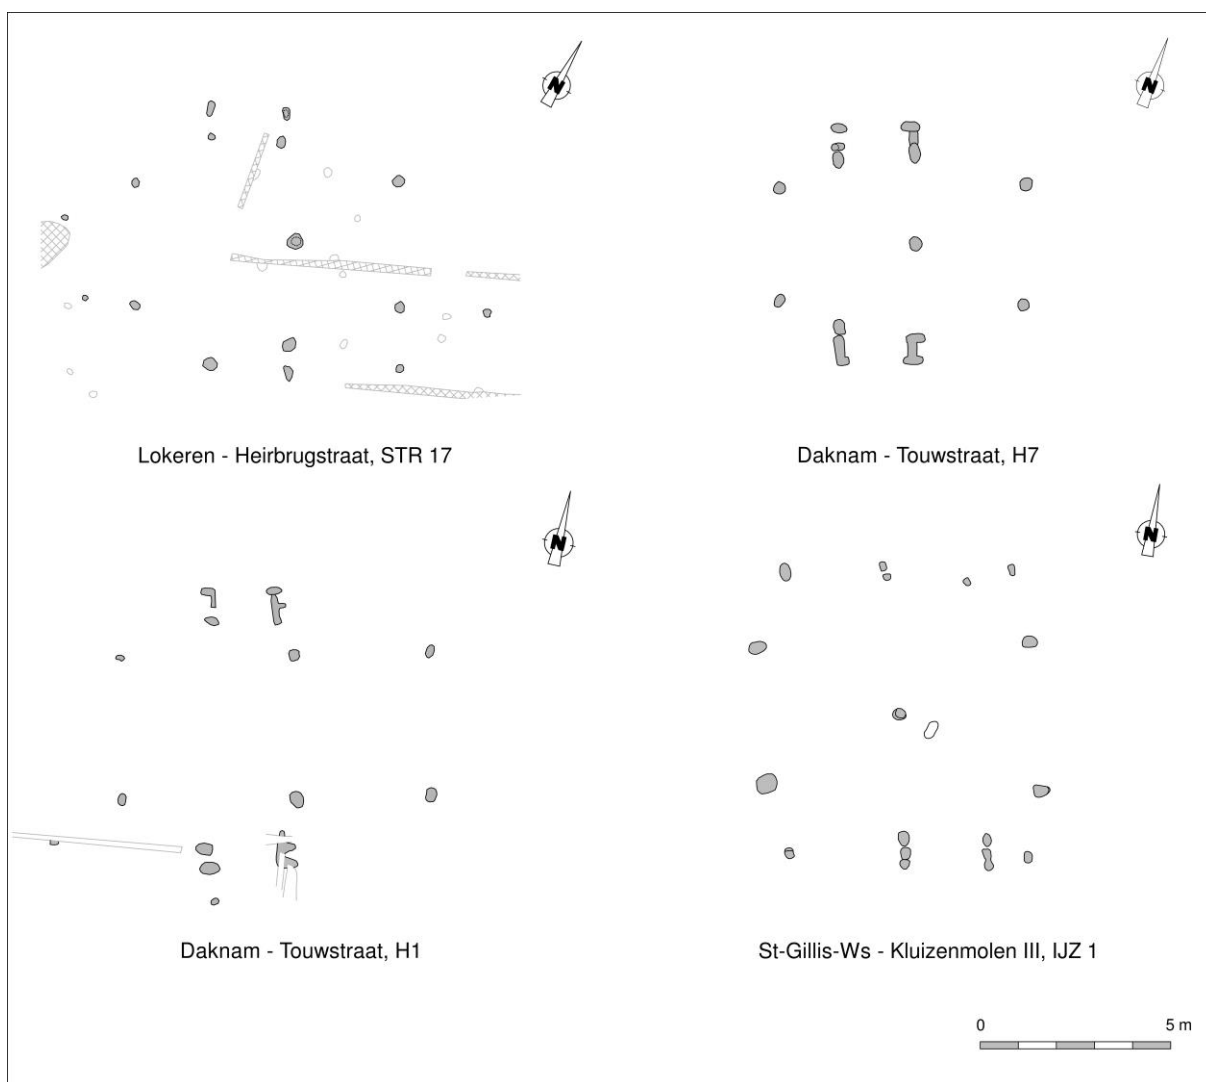 N
N
Lokeren - Heirbrugstraat, STR 17
Daknam - Touwstraat, H7
N
N
Daknam - Touwstraat, H1
St-Gillis-Ws - Kluizenmolen III, IJZ 1
0 5 m